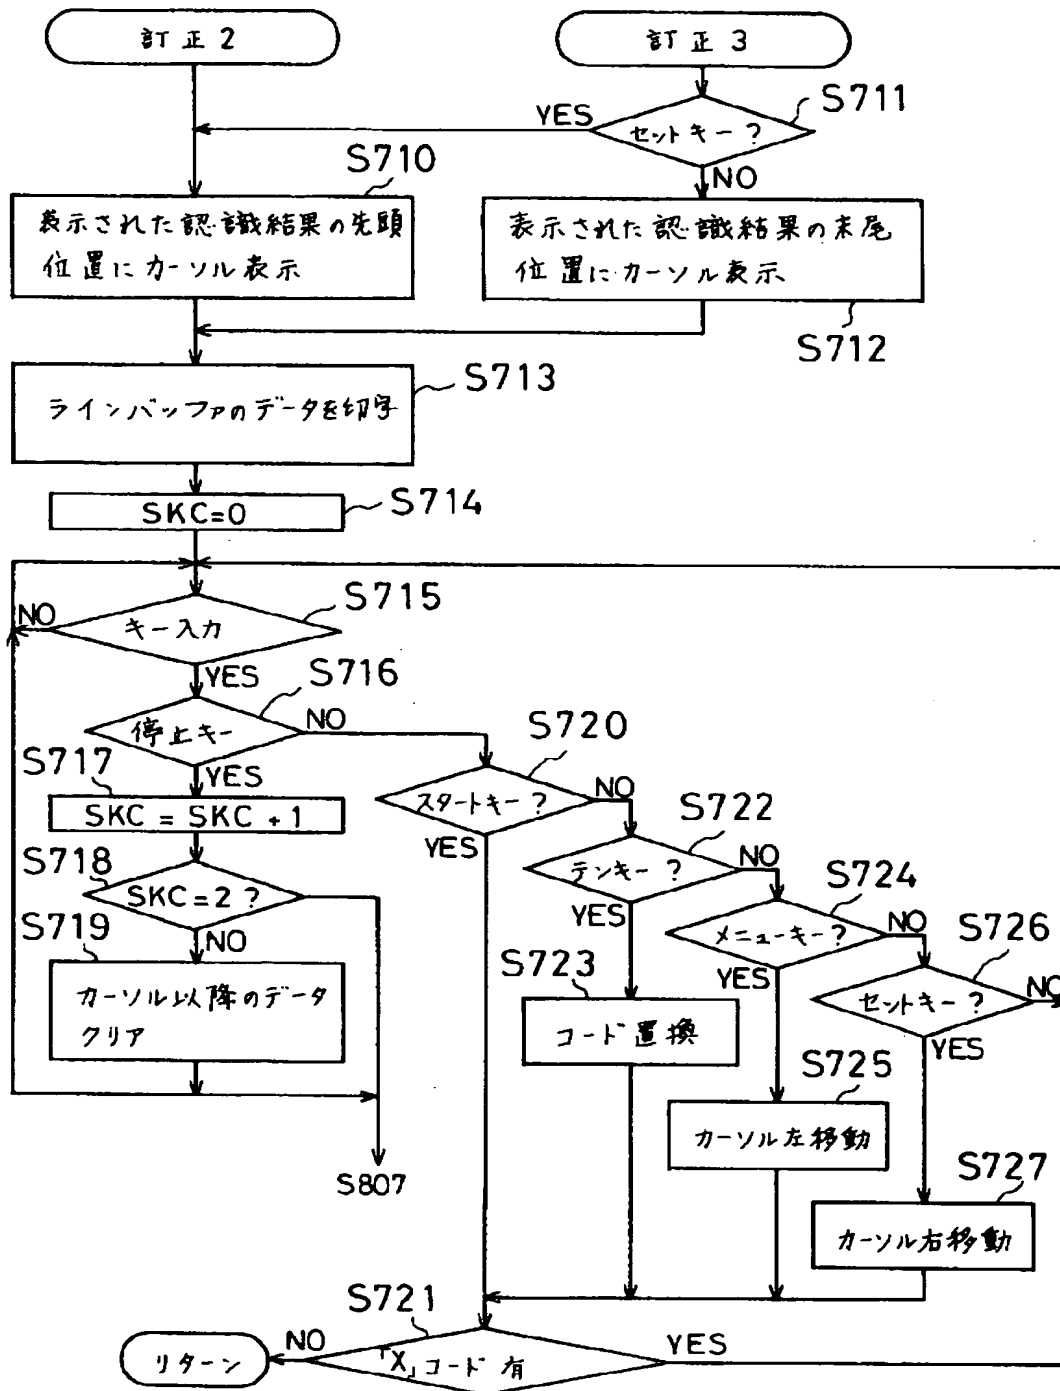 訂正2
訂正3
S711
YES
セットキー?
S710
NO
表示された認識結果の先頭
位置にカーソル表示
表示された認識結果の末尾
位置にカーソル表示
S712
S713
ラインバッファのデータを印字
S714
SKC=0
S715
NO
キー入力
YES
S716
停止キー
NO
S720
S717
YES
スタートキー?
NO
SKC = SKC + 1
S722
YES
S718
テンキー?
NO
SKC=2?
S724
S719
YES
メニューキー?
NO
NO
S726
S723
YES
カーソル以降のデータ
クリア
セットキー?
NO
コード置換
YES
S725
カーソル左移動
S807
S727
カーソル右移動
S721
NO
YES
リターン
「X」コード有